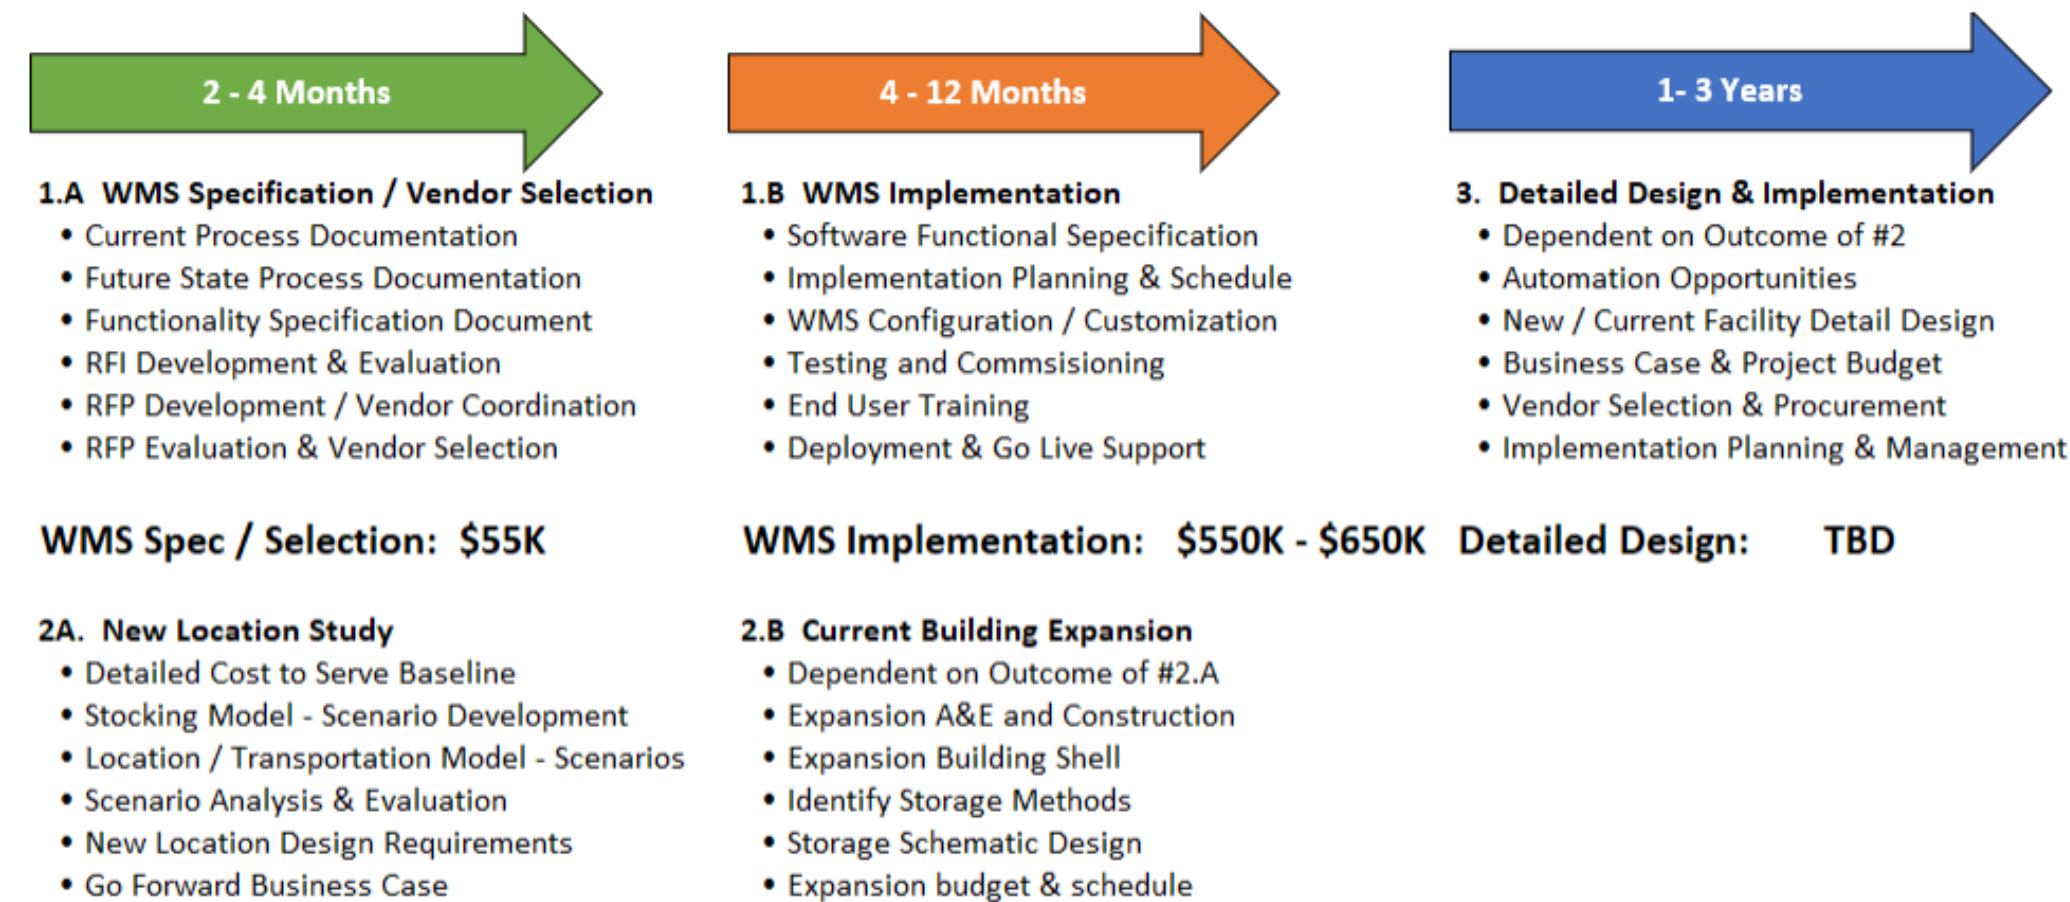 2 - 4 Months
1.A  WMS Specification / Vendor Selection
• Current Process Documentation
• Future State Process Documentation
• Functionality Specification Document
• RFI Development & Evaluation
• RFP Development / Vendor Coordination
• RFP Evaluation & Vendor Selection
WMS Spec / Selection:  $55K
2A.  New Location Study
• Detailed Cost to Serve Baseline
• Stocking Model - Scenario Development
• Location / Transportation Model - Scenarios
• Scenario Analysis & Evaluation
• New Location Design Requirements
• Go Forward Business Case
4 - 12 Months
1.B  WMS Implementation
• Software Functional Sepecification
• Implementation Planning & Schedule
• WMS Configuration / Customization
• Testing and Commsisioning
• End User Training
• Deployment & Go Live Support
WMS Implementation:   $550K - $650K
2.B  Current Building Expansion
• Dependent on Outcome of #2.A
• Expansion A&E and Construction
• Expansion Building Shell
• Identify Storage Methods
• Storage Schematic Design
• Expansion budget & schedule
1- 3 Years
3.  Detailed Design & Implementation
• Dependent on Outcome of #2
• Automation Opportunities
• New / Current Facility Detail Design
• Business Case & Project Budget
• Vendor Selection & Procurement
• Implementation Planning & Management
Detailed Design:      TBD